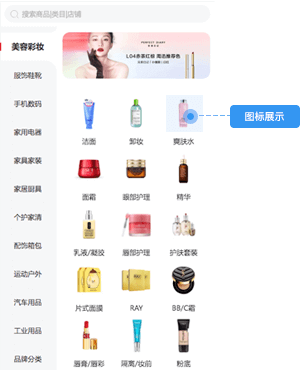 搜索商品|类目|店铺
美容彩妆
服饰鞋靴
手机数码
家用电器
家具家装
家居厨具
个护家清
配饰箱包
运动户外
汽车用品
工业用品
品牌分类
PERFECT DIARY
L04赤茶红棕 周迅推荐色
洁面
卸妆
爽肤水
面霜
眼部护理
精华
乳液/凝胶
唇部护理
护肤套装
片式面膜
RAY
BB/C霜
唇膏/唇彩
隔离/妆前
粉底
图标展示